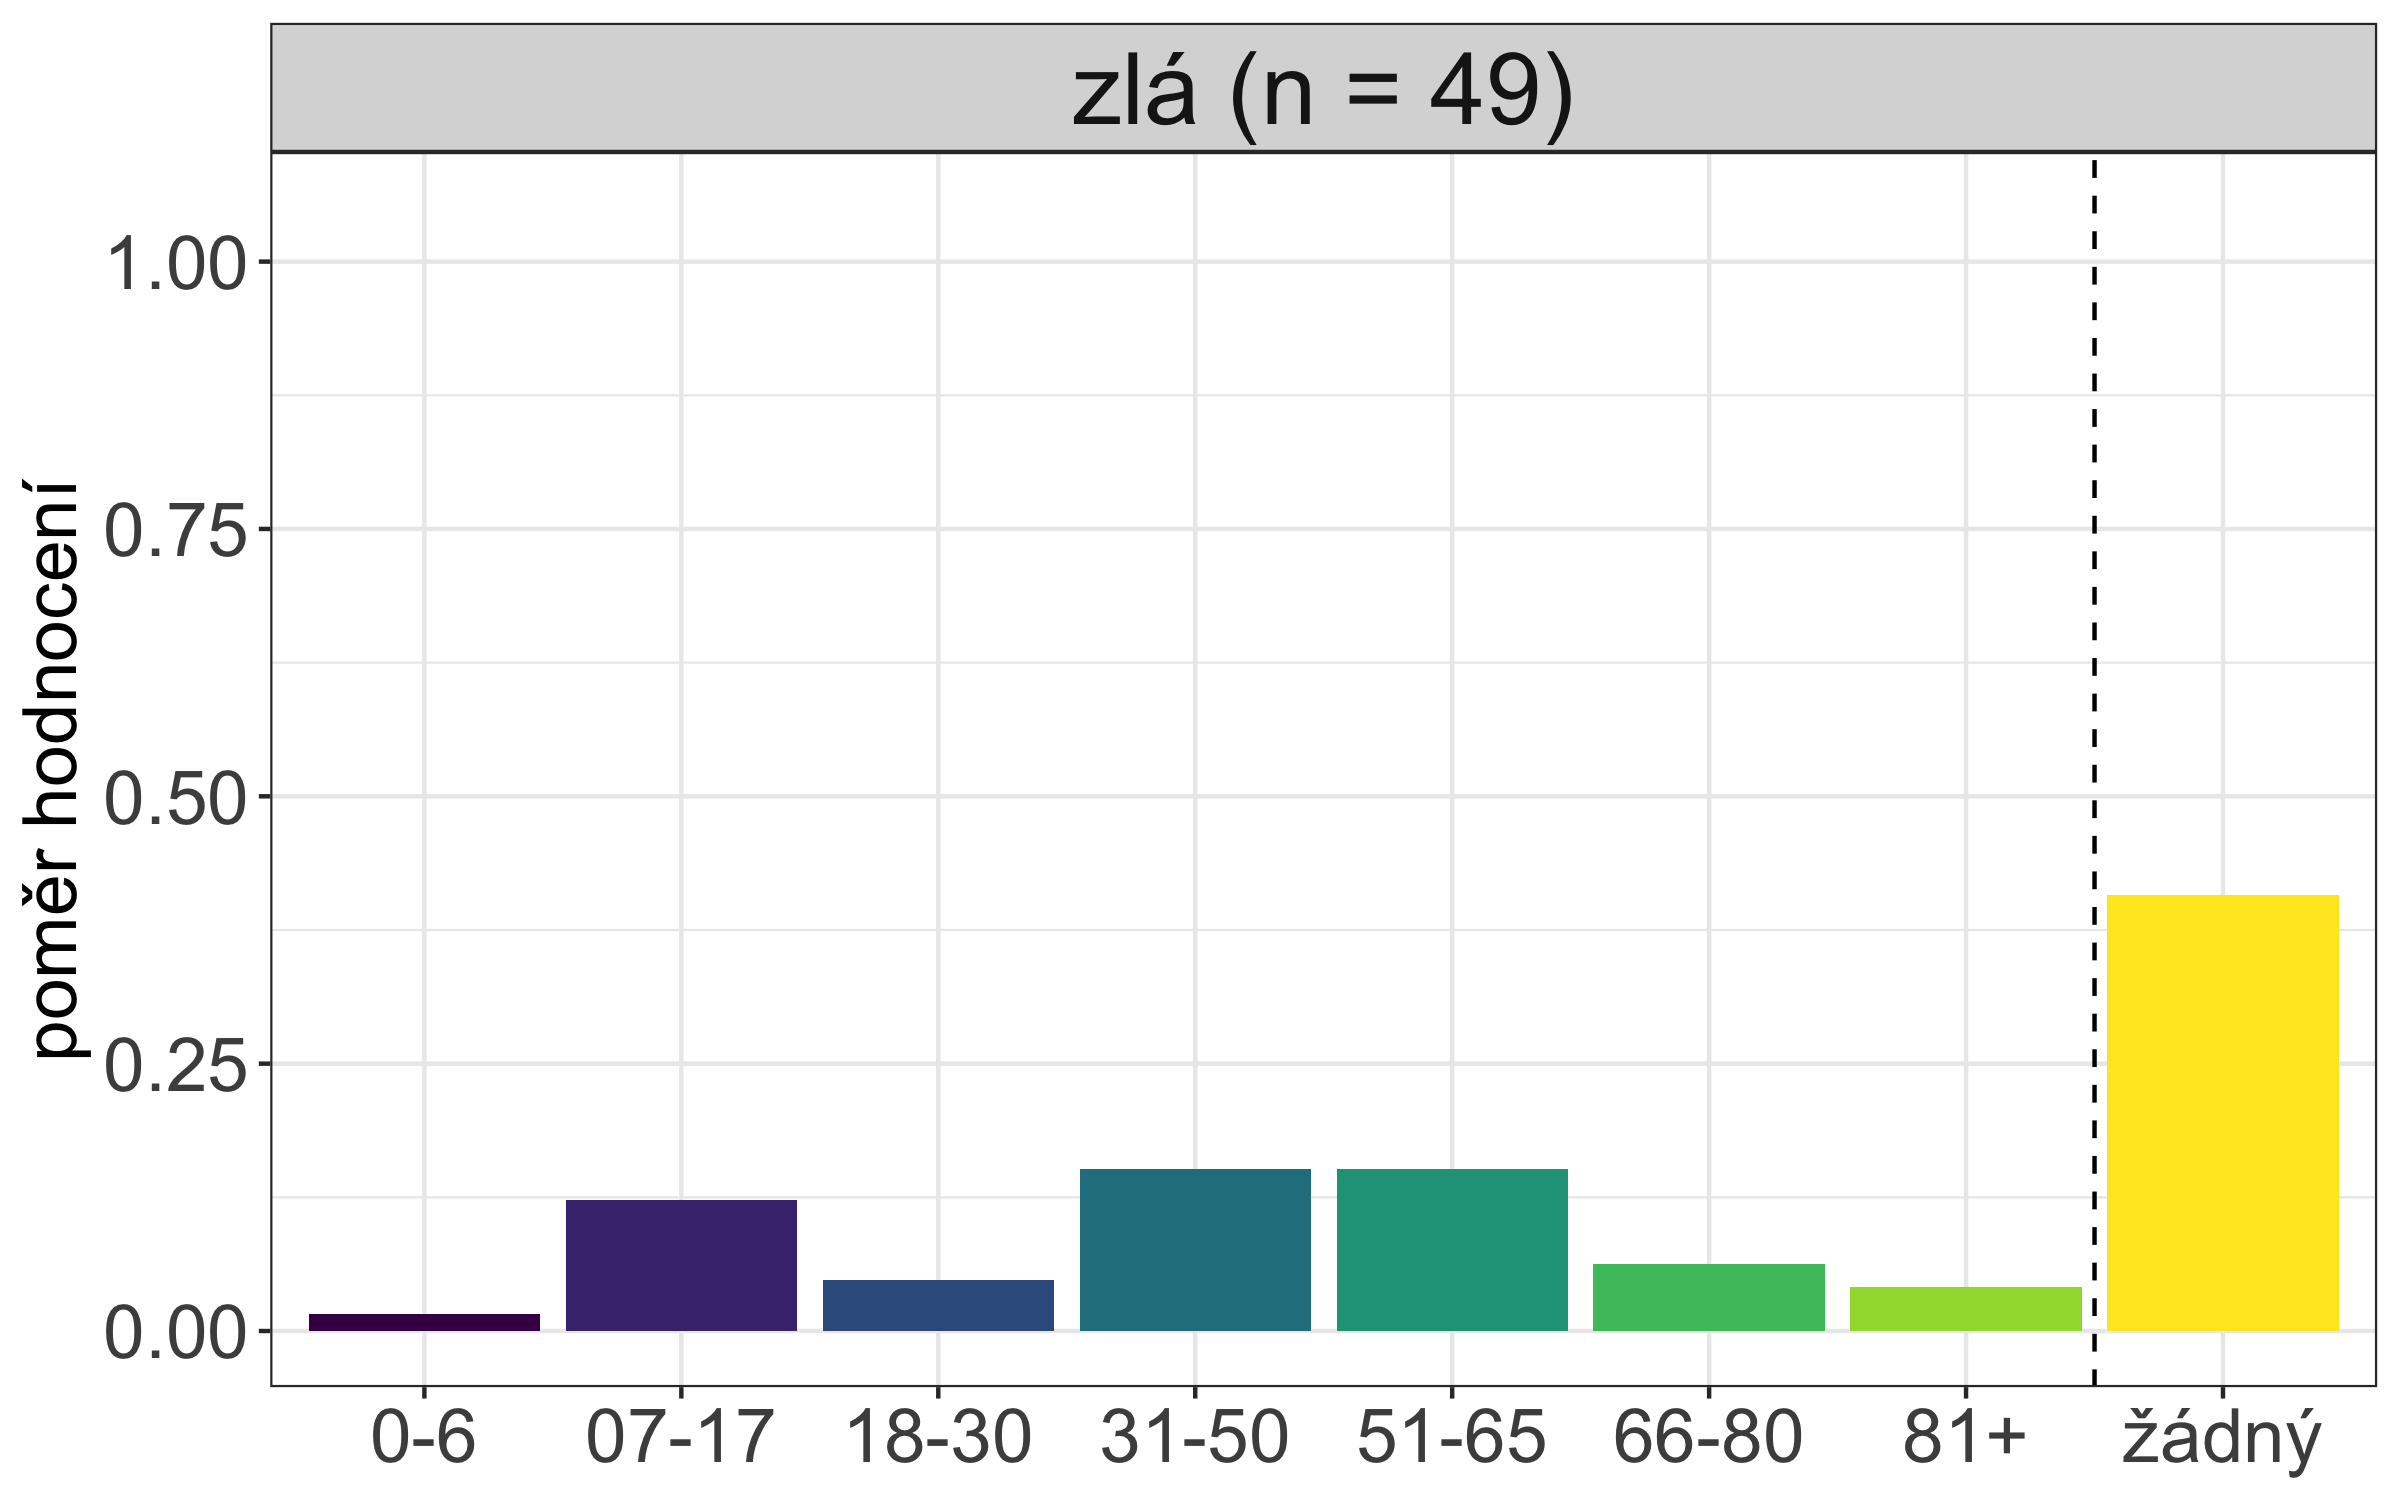 zlá (n = 49)
poměr hodnocení
1.00
0.75
0.50
0.25
0.00
0-6 07-17 18-30 31-50 51-65 66-80 81+ žádný